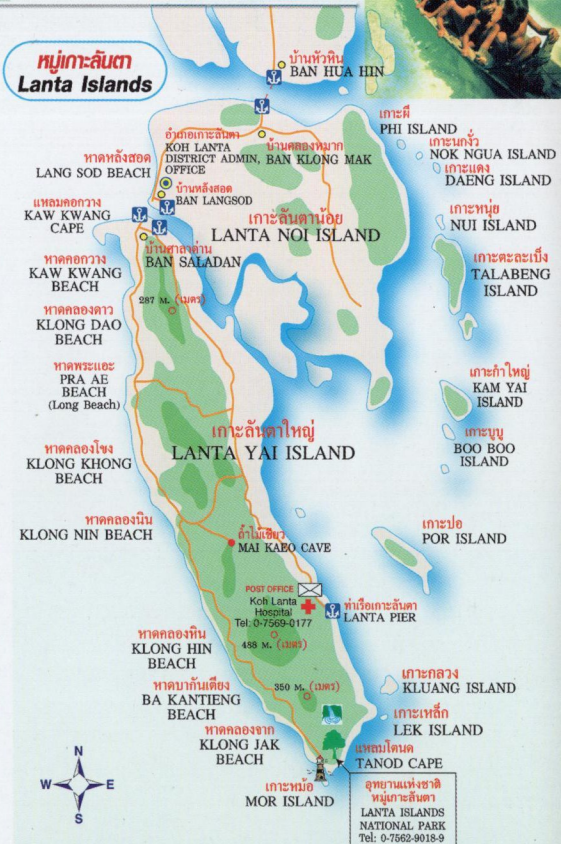 หมู่เกาะลันตา
Lanta Islands
บ้านหัวหิน
BAN HUA HIN
เกาะผี
PHI ISLAND
เกาะนกงั่ว
NOK NGUA ISLAND
เกาะแดง
DAENG ISLAND
อำเภอเกาะลันตา
KOH LANTA
DISTRICT ADMIN,
OFFICE
บ้านคลองหมาก
BAN KLONG MAK
หาดหลังสอด
LANG SOD BEACH
บ้านหลังสอด
BAN LANGSOD
แหลมคอกวาง
KAW KWANG
CAPE
เกาะลันตาน้อย
LANTA NOI ISLAND
เกาะหนุ่ย
NUI ISLAND
บ้านศาลาด่าน
BAN SALADAN
หาดคอกวาง
KAW KWANG
BEACH
เกาะตะละเบ็ง
TALABENG
ISLAND
287 M. (เมตร)
หาดคลองดาว
KLONG DAO
BEACH
หาดพระแอะ
PRA AE
BEACH
(Long Beach)
เกาะกำใหญ่
KAM YAI
ISLAND
เกาะลันตาใหญ่
LANTA YAI ISLAND
เกาะบูบู
BOO BOO
ISLAND
หาดคลองโขง
KLONG KHONG
BEACH
หาดคลองนิน
KLONG NIN BEACH
ถ้ำไม้เขียว
MAI KAEO CAVE
เกาะปอ
POR ISLAND
POST OFFICE
Koh Lanta
Hospital
Tel: 0-7569-0177
ท่าเรือเกาะลันตา
LANTA PIER
488 M. (เมตร)
หาดคลองหิน
KLONG HIN
BEACH
หาดบากันเตียง
BA KANTIENG
BEACH
350 M. (เมตร)
เกาะกลวง
KLUANG ISLAND
เกาะเหล็ก
LEK ISLAND
หาดคลองจาก
KLONG JAK
BEACH
แหลมโตนด
TANOD CAPE
เกาะหม้อ
MOR ISLAND
อุทยานแห่งชาติ
หมู่เกาะลันตา
LANTA ISLANDS
NATIONAL PARK
Tel: 0-7562-9018-9
N
W
E
S